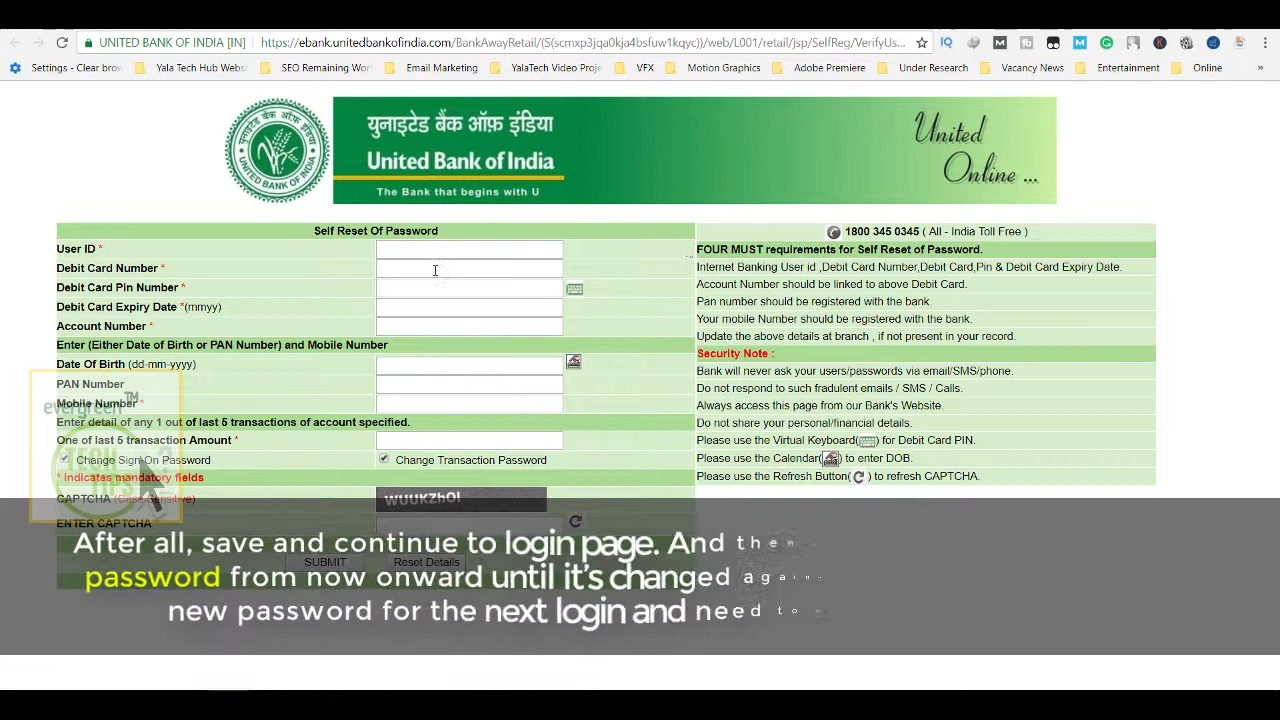 UNITED BANK OF INDIA [IN]
https://ebank.unitedbankofindia.com/BankAwayRetail/(S(scmxp3jqa0kja4bsfuw1kqyc))/web/L001/retail/jsp/SelfReg/VerifyUs...
Settings - Clear brow
Yala Tech Hub Webs
SEO Remaining Wor
Email Marketing
YalaTech Video Proje
VFX
Motion Graphics
Adobe Premiere
Under Research
Vacancy News
Entertainment
Online
»
युनाइटेड बैंक ऑफ़ इंडिया
United Bank of India
The Bank that begins with U
United
Online ...
UNITED BANK OF INDIA
Self Reset Of Password
User ID *
Debit Card Number *
Debit Card Pin Number *
Debit Card Expiry Date *(mmyy)
Account Number *
Enter (Either Date of Birth or PAN Number) and Mobile Number
Date Of Birth (dd-mm-yyyy)
PAN Number
Mobile Number *
Enter detail of any 1 out of last 5 transactions of account specified.
One of last 5 transaction Amount *
Change Sign On Password
Change Transaction Password
* Indicates mandatory fields
CAPTCHA (Case Sensitive)
ENTER CAPTCHA
SUBMIT
Reset Details
1800 345 0345 ( All - India Toll Free )
FOUR MUST requirements for Self Reset of Password.
Internet Banking User id ,Debit Card Number,Debit Card,Pin & Debit Card Expiry Date.
Account Number should be linked to above Debit Card.
Pan number should be registered with the bank.
Your mobile Number should be registered with the bank.
Update the above details at branch , if not present in your record.
Security Note :
Bank will never ask your users/passwords via email/SMS/phone.
Do not respond to such fradulent emails / SMS / Calls.
Always access this page from our Bank's Website.
Do not share your personal/financial details.
Please use the Virtual Keyboard( ) for Debit Card PIN.
Please use the Calendar( ) to enter DOB.
Please use the Refresh Button( ) to refresh CAPTCHA.
evergreen TM
TECH
After all, save and continue to login page. And then
password from now onward until it's changed again
new password for the next login and need to